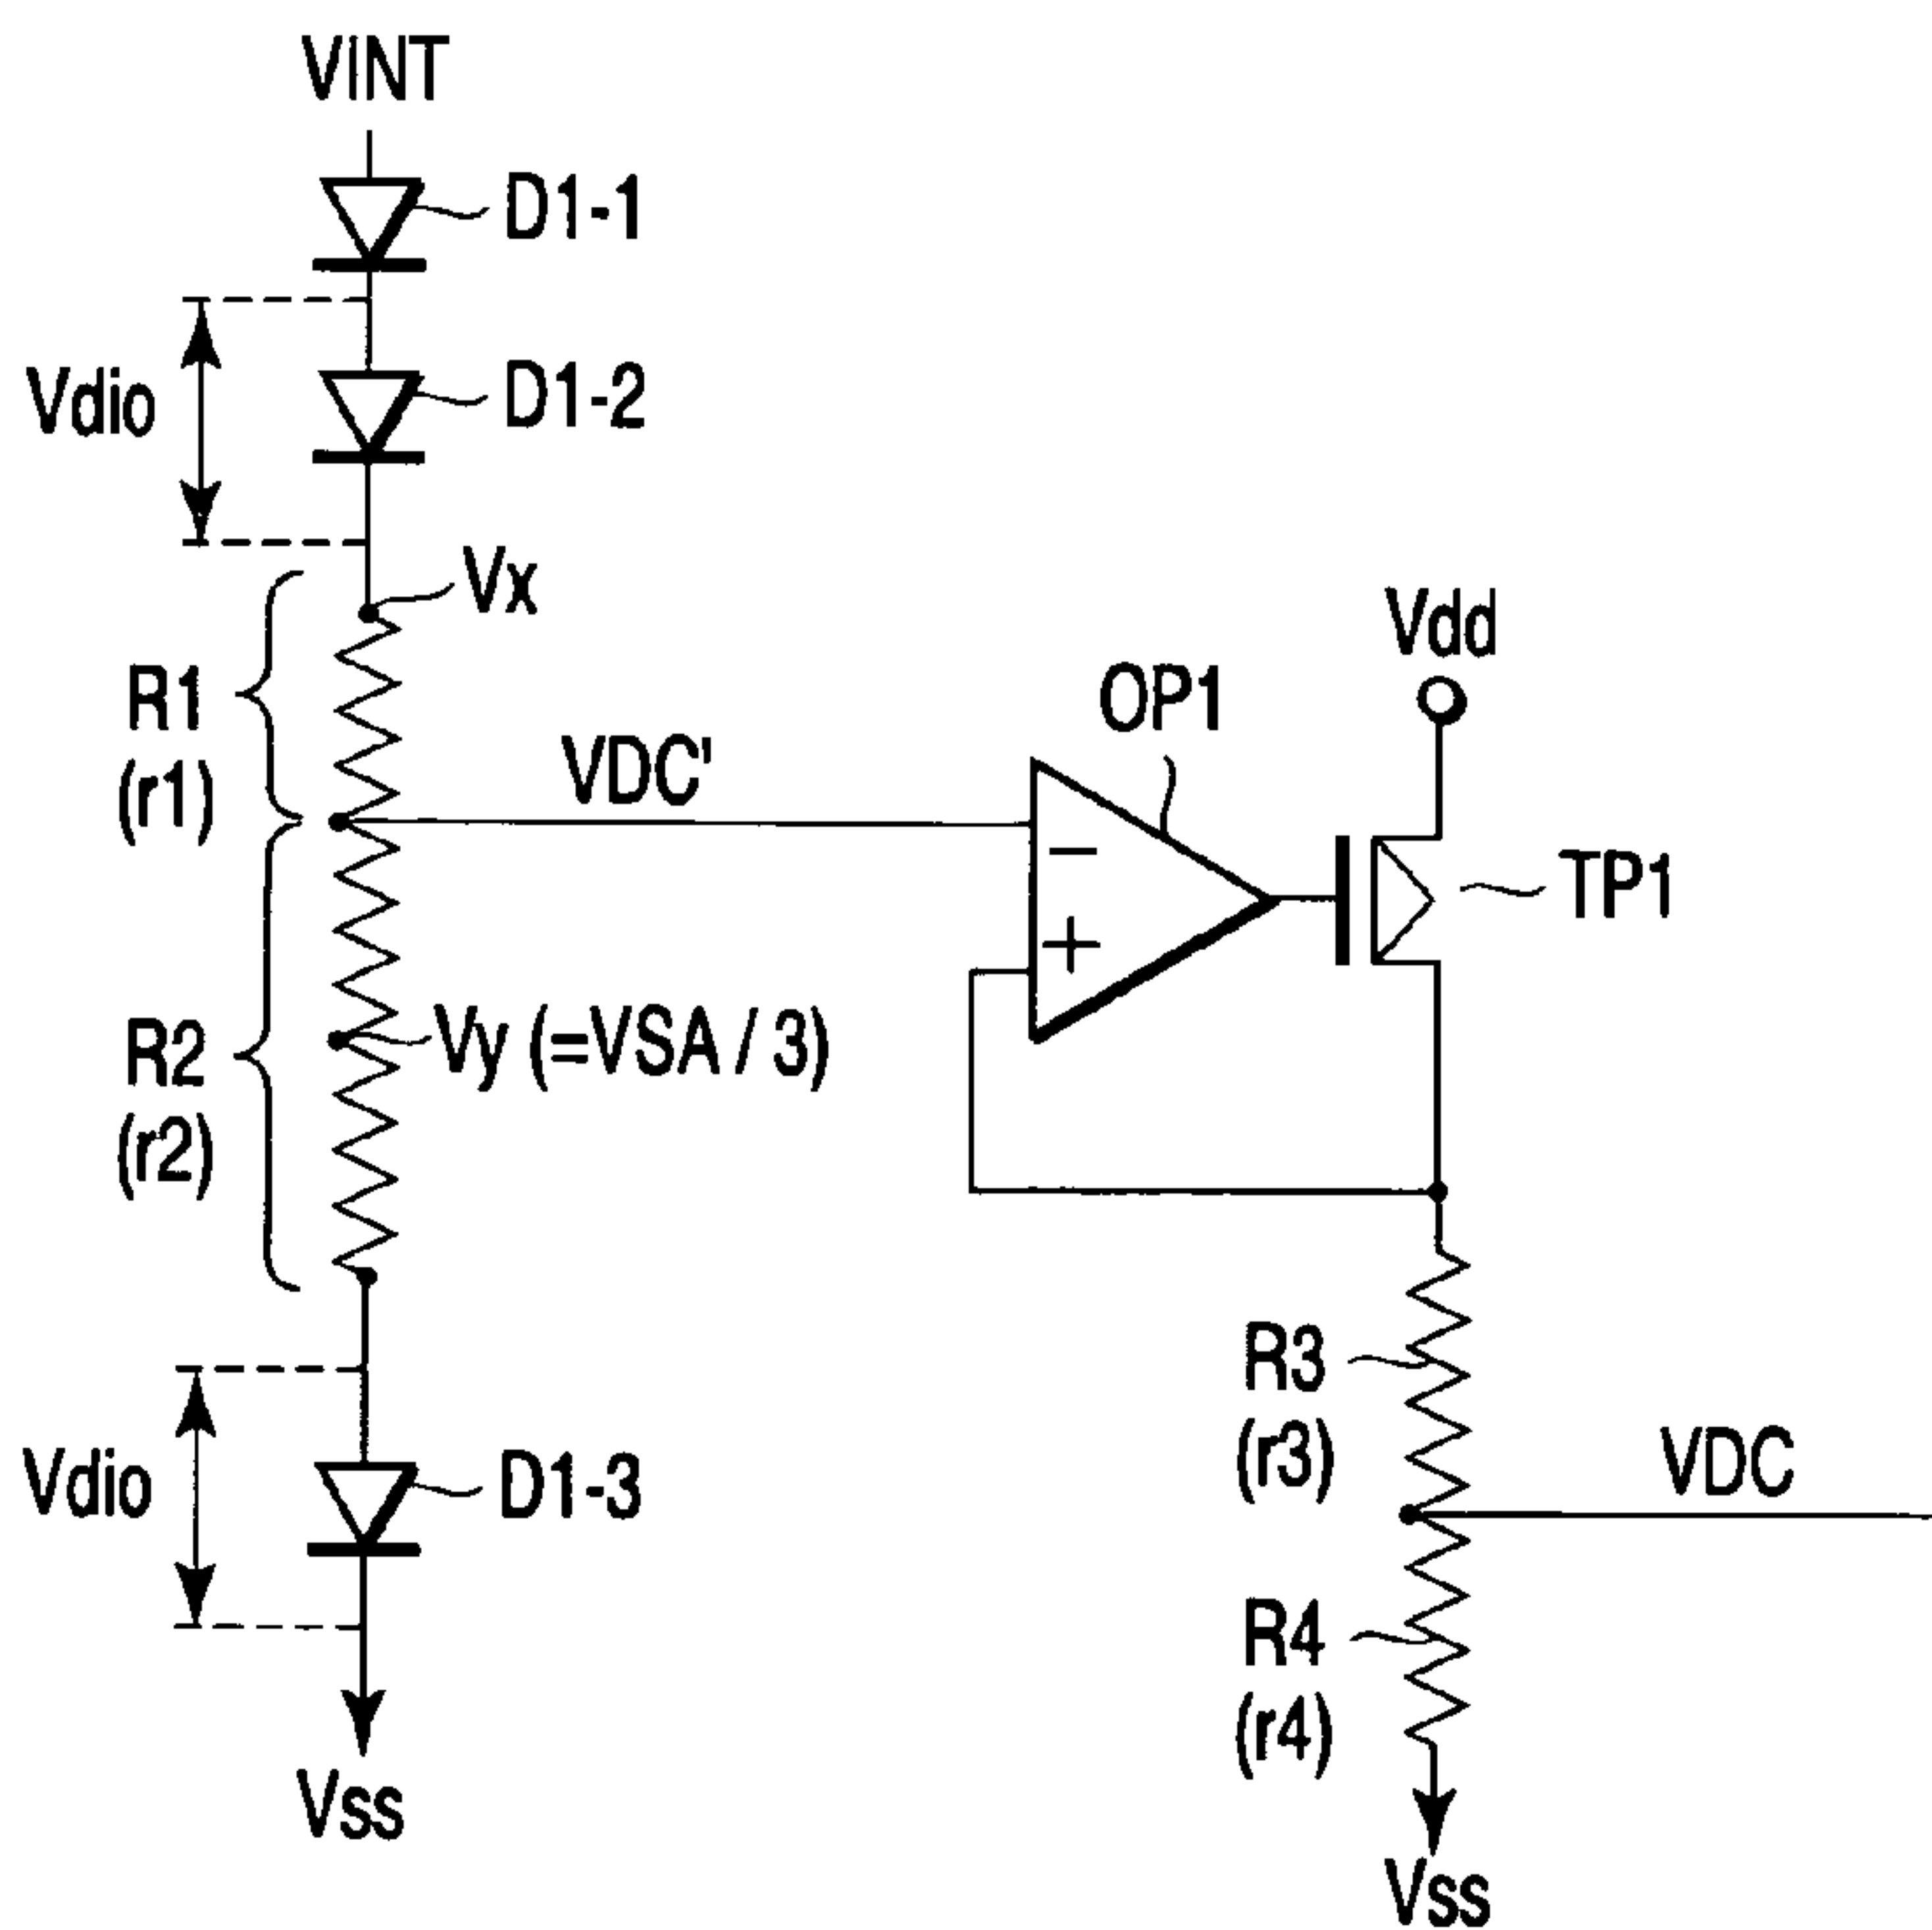 VINT
D1-1
Vdio
D1-2
Vx
R1
(r1)
VDC'
OP1
Vdd
−
+
TP1
R2
(r2)
Vy (=VSA / 3)
R3
(r3)
VDC
Vdio
D1-3
R4
(r4)
Vss
Vss